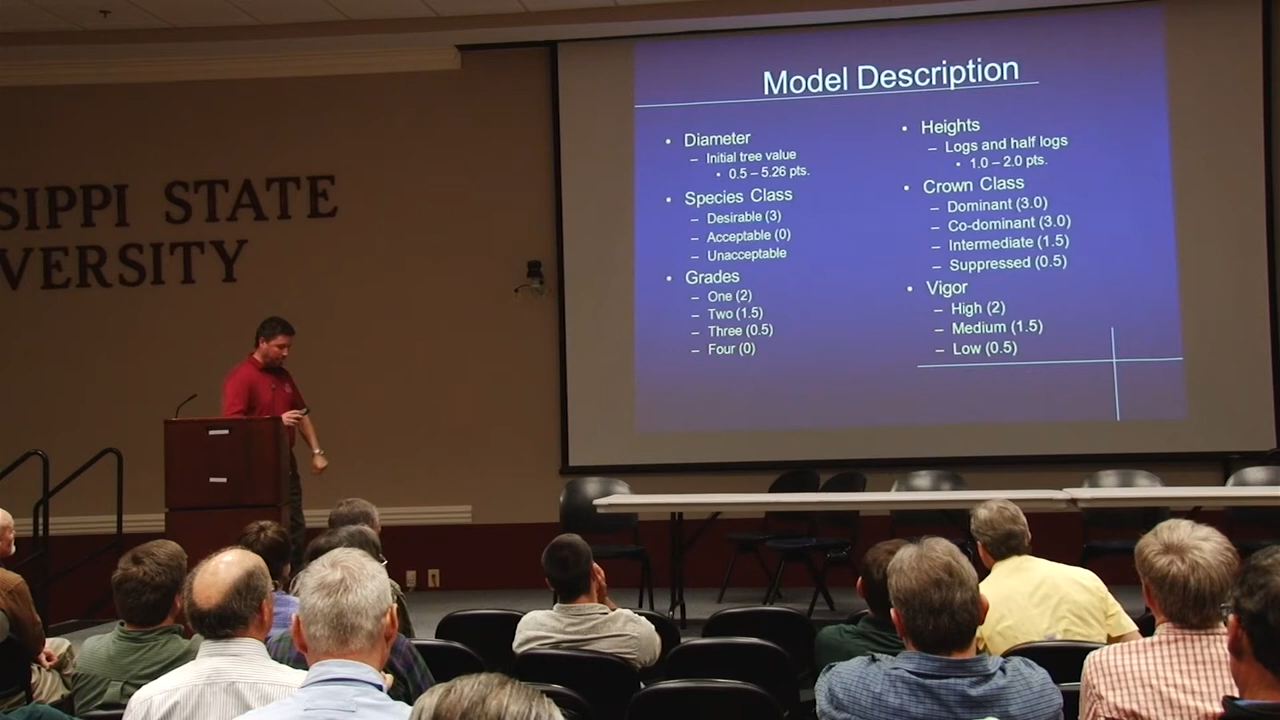 SIPPI STATE
VERSITY
Model Description
• Diameter
– Initial tree value
• 0.5 – 5.26 pts.
• Species Class
– Desirable (3)
– Acceptable (0)
– Unacceptable
• Grades
– One (2)
– Two (1.5)
– Three (0.5)
– Four (0)
• Heights
– Logs and half logs
• 1.0 – 2.0 pts.
• Crown Class
– Dominant (3.0)
– Co-dominant (3.0)
– Intermediate (1.5)
– Suppressed (0.5)
• Vigor
– High (2)
– Medium (1.5)
– Low (0.5)